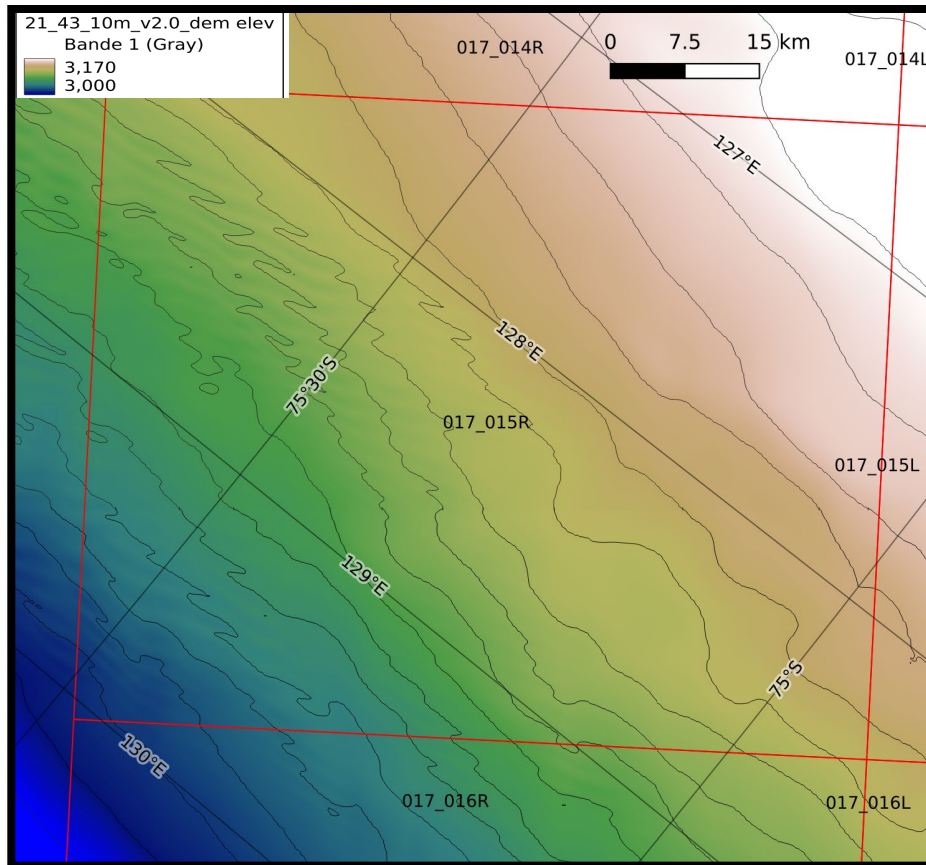 21_43_10m_v2.0_dem elev
Bande 1 (Gray)
3,170
3,000
017_014R
0 7.5 15 km
017_014L
127°E
128°E
75°30'S
017_015R
017_015L
129°E
75°S
130°E
017_016R
017_016L